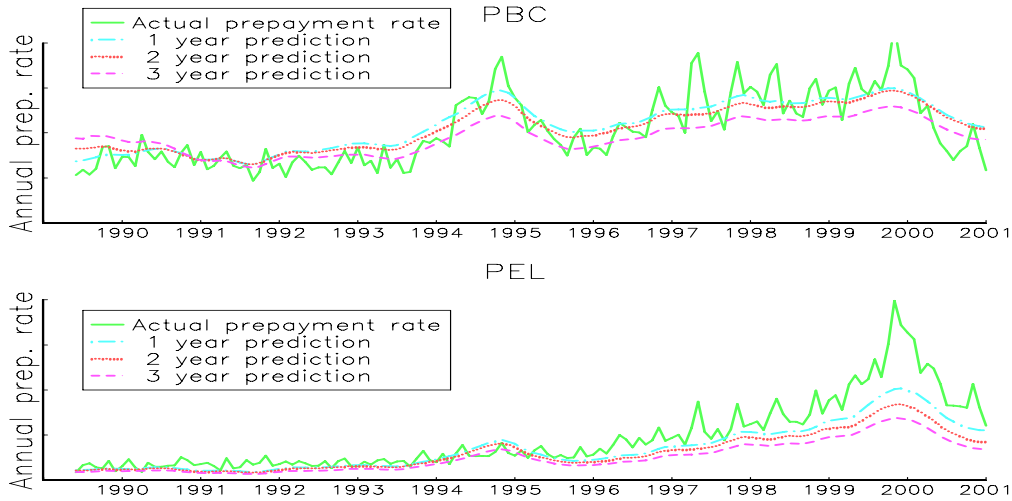 PBC
Annual prep. rate
Actual prepayment rate
1 year prediction
2 year prediction
3 year prediction
1990 1991 1992 1993 1994 1995 1996 1997 1998 1999 2000 2001
PEL
Annual prep. rate
Actual prepayment rate
1 year prediction
2 year prediction
3 year prediction
1990 1991 1992 1993 1994 1995 1996 1997 1998 1999 2000 2001